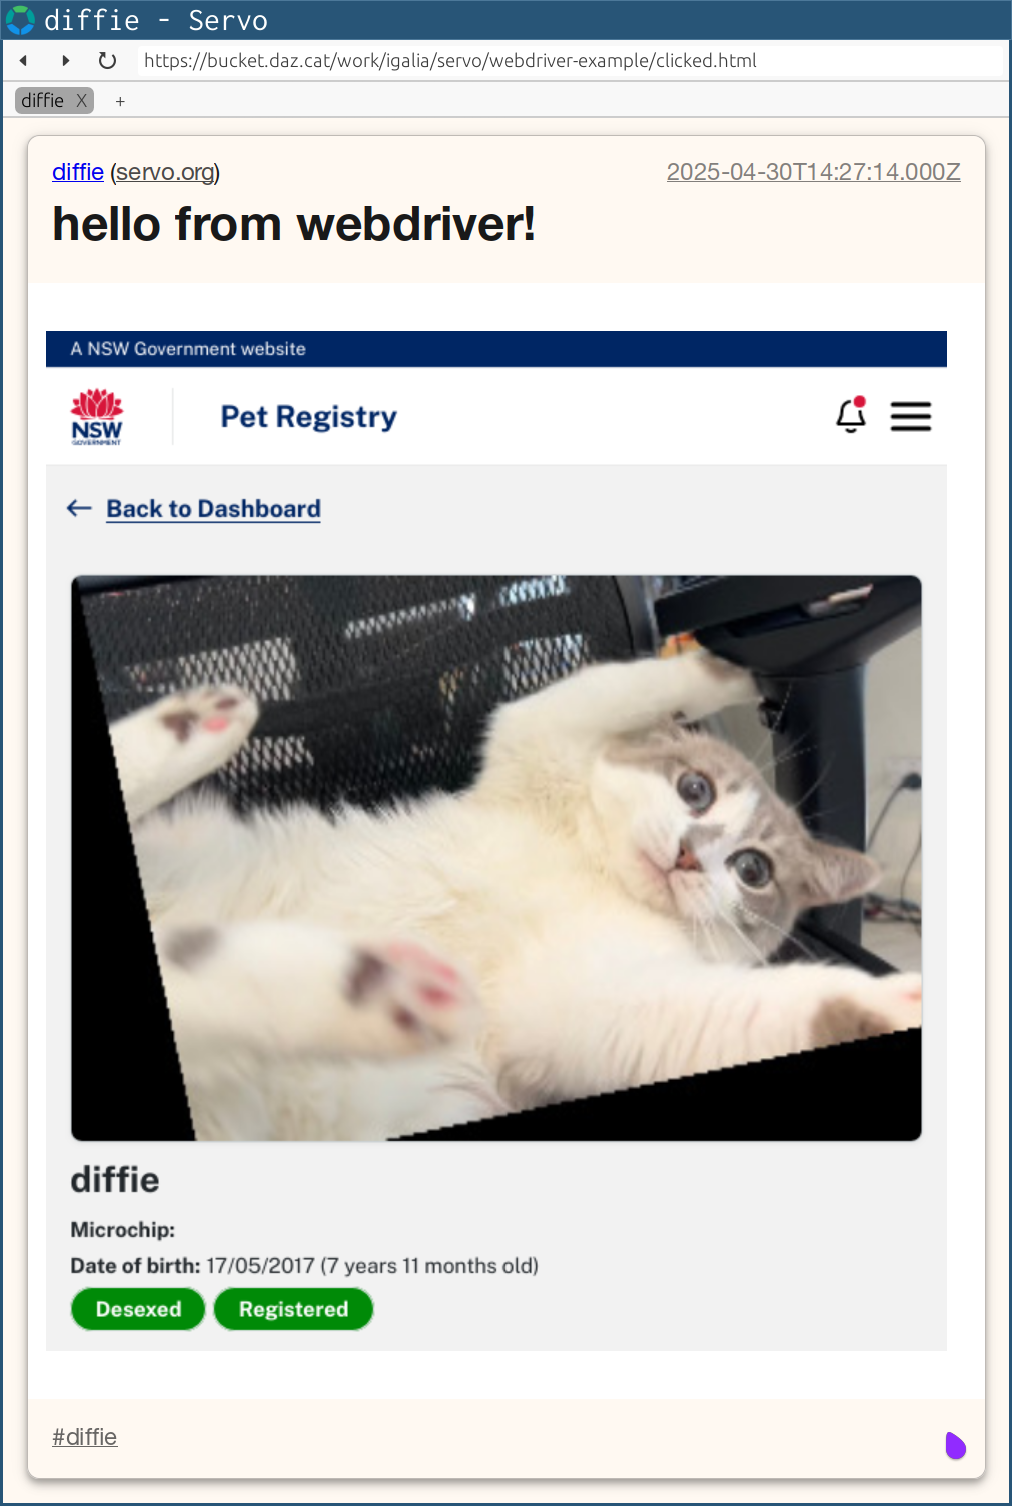 diffie - Servo
https://bucket.daz.cat/work/igalia/servo/webdriver-example/clicked.html
diffie X +
diffie (servo.org) 2025-04-30T14:27:14.000Z
hello from webdriver!
A NSW Government website
NSW
GOVERNMENT
Pet Registry
← Back to Dashboard
diffie
Microchip:
Date of birth: 17/05/2017 (7 years 11 months old)
Desexed Registered
#diffie